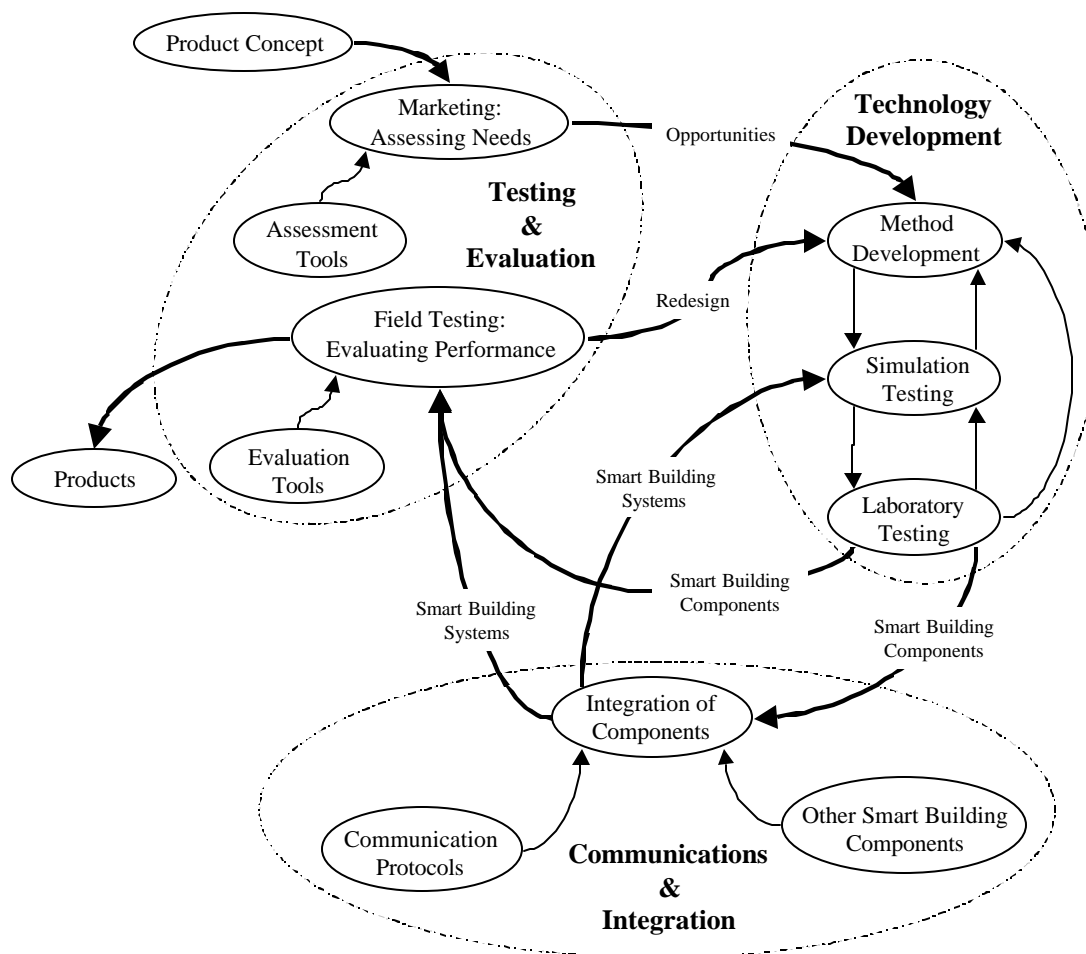 Product Concept
Marketing:
Assessing Needs
Opportunities
Technology
Development
Testing
&
Evaluation
Assessment
Tools
Method
Development
Redesign
Field Testing:
Evaluating Performance
Simulation
Testing
Products
Evaluation
Tools
Smart Building
Systems
Laboratory
Testing
Smart Building
Components
Smart Building
Systems
Smart Building
Components
Integration of
Components
Communication
Protocols
Other Smart Building
Components
Communications
&
Integration